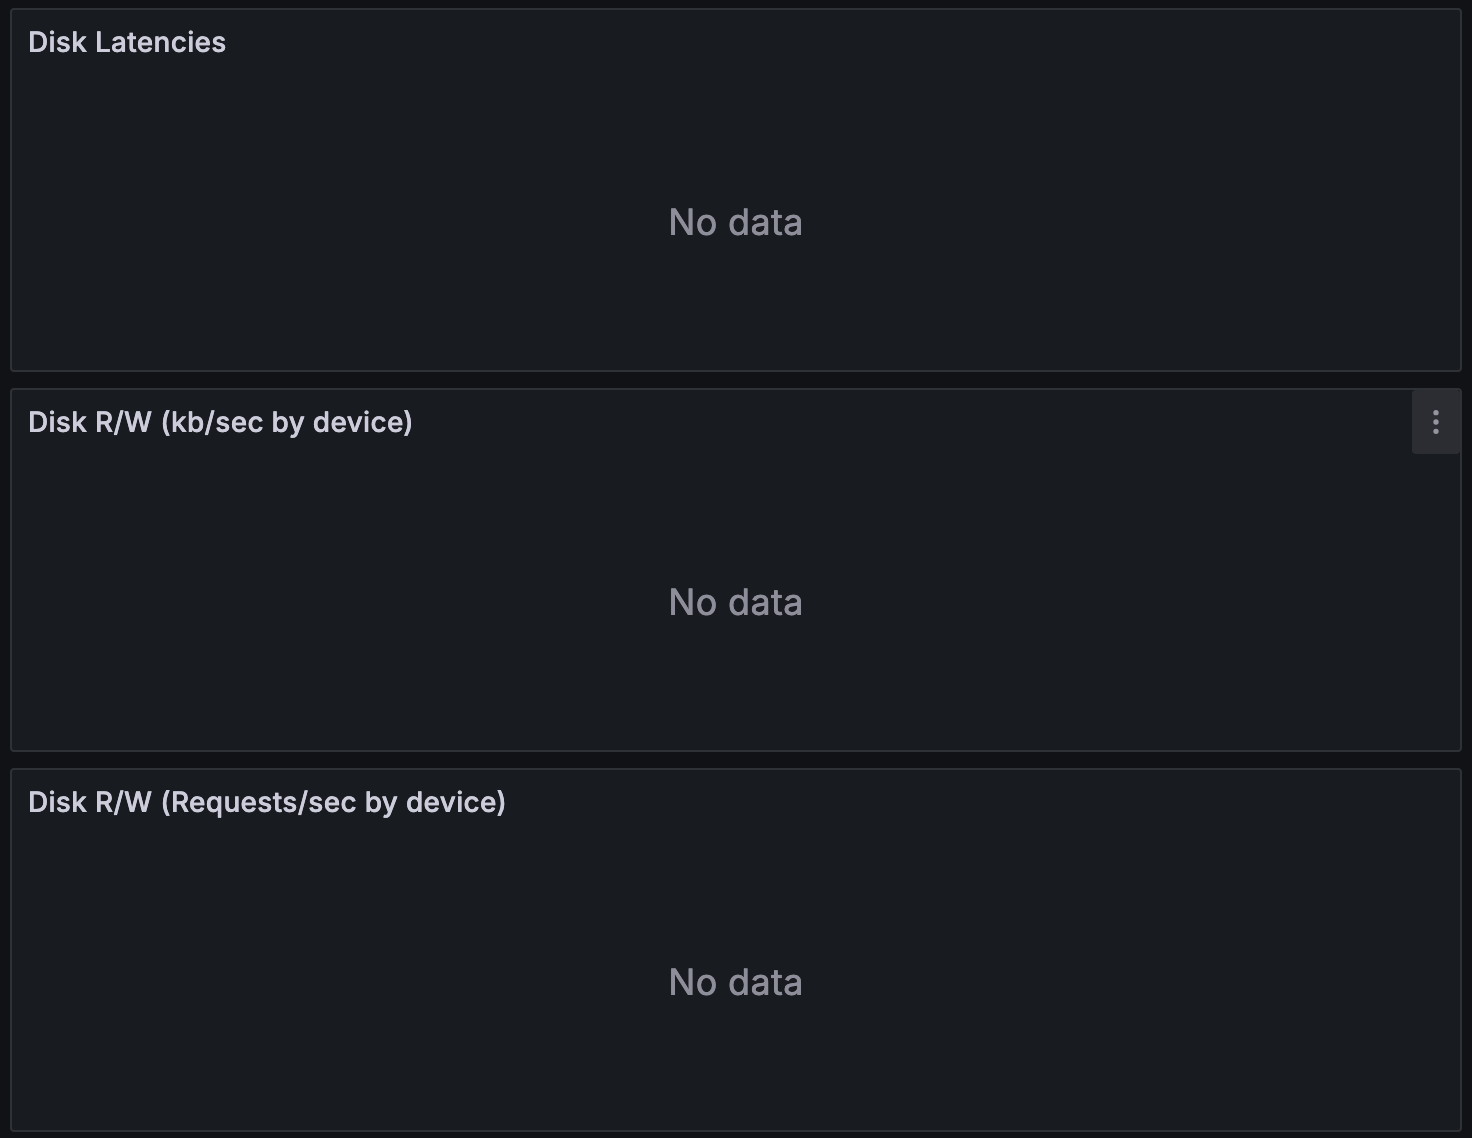 Disk Latencies
No data
Disk R/W (kb/sec by device)
No data
Disk R/W (Requests/sec by device)
No data